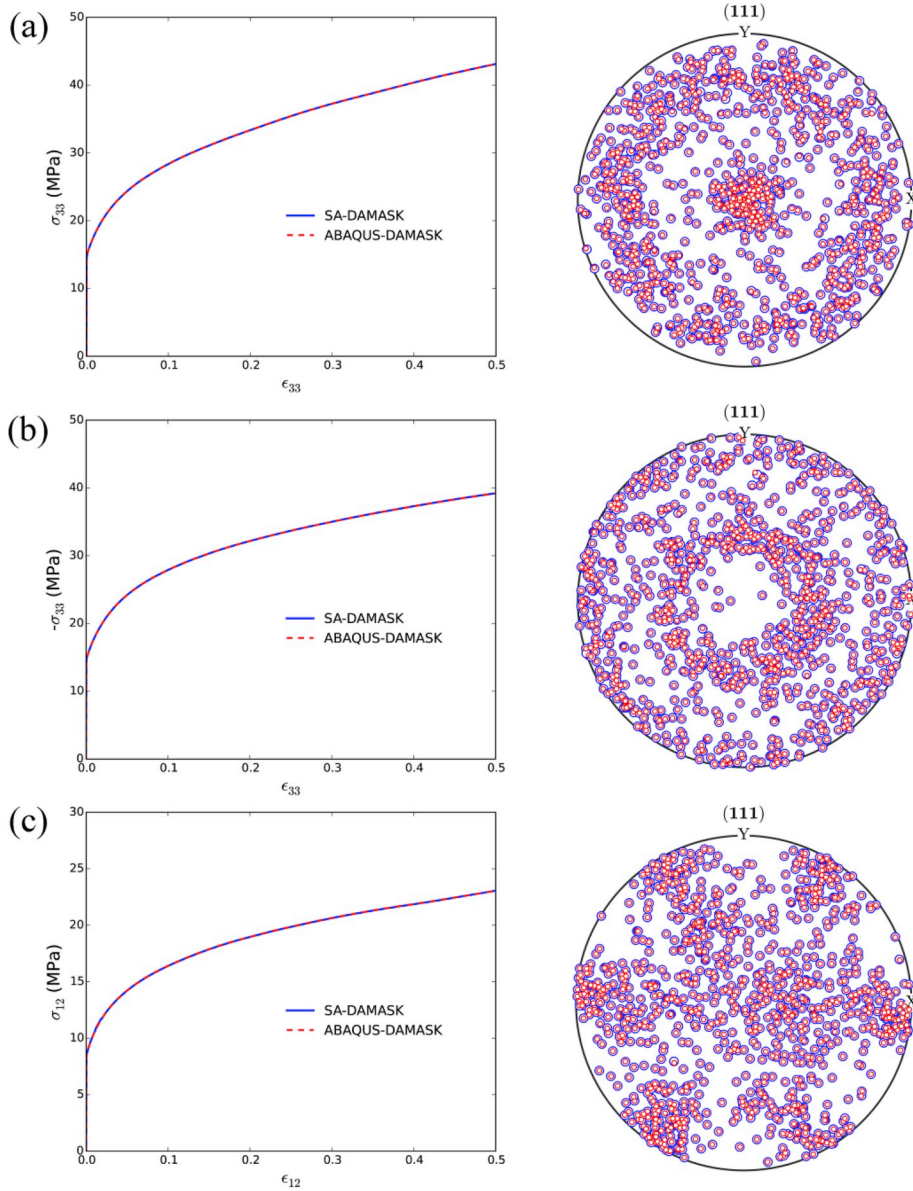 (a)
50
40
30
20
10
0
σ33 (MPa)
SA-DAMASK
ABAQUS-DAMASK
0.0 0.1 0.2 0.3 0.4 0.5
ϵ33
(111)
Y
X
(b)
50
40
30
20
10
0
-σ33 (MPa)
SA-DAMASK
ABAQUS-DAMASK
0.0 0.1 0.2 0.3 0.4 0.5
ϵ33
(111)
Y
X
(c)
30
25
20
15
10
5
0
σ12 (MPa)
SA-DAMASK
ABAQUS-DAMASK
0.0 0.1 0.2 0.3 0.4 0.5
ϵ12
(111)
Y
X